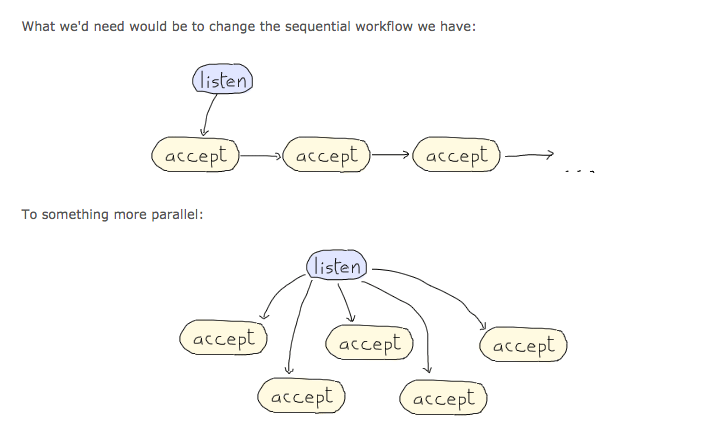 What we'd need would be to change the sequential workflow we have:
listen
accept
accept
accept
...
To something more parallel:
listen
accept
accept
accept
accept
accept